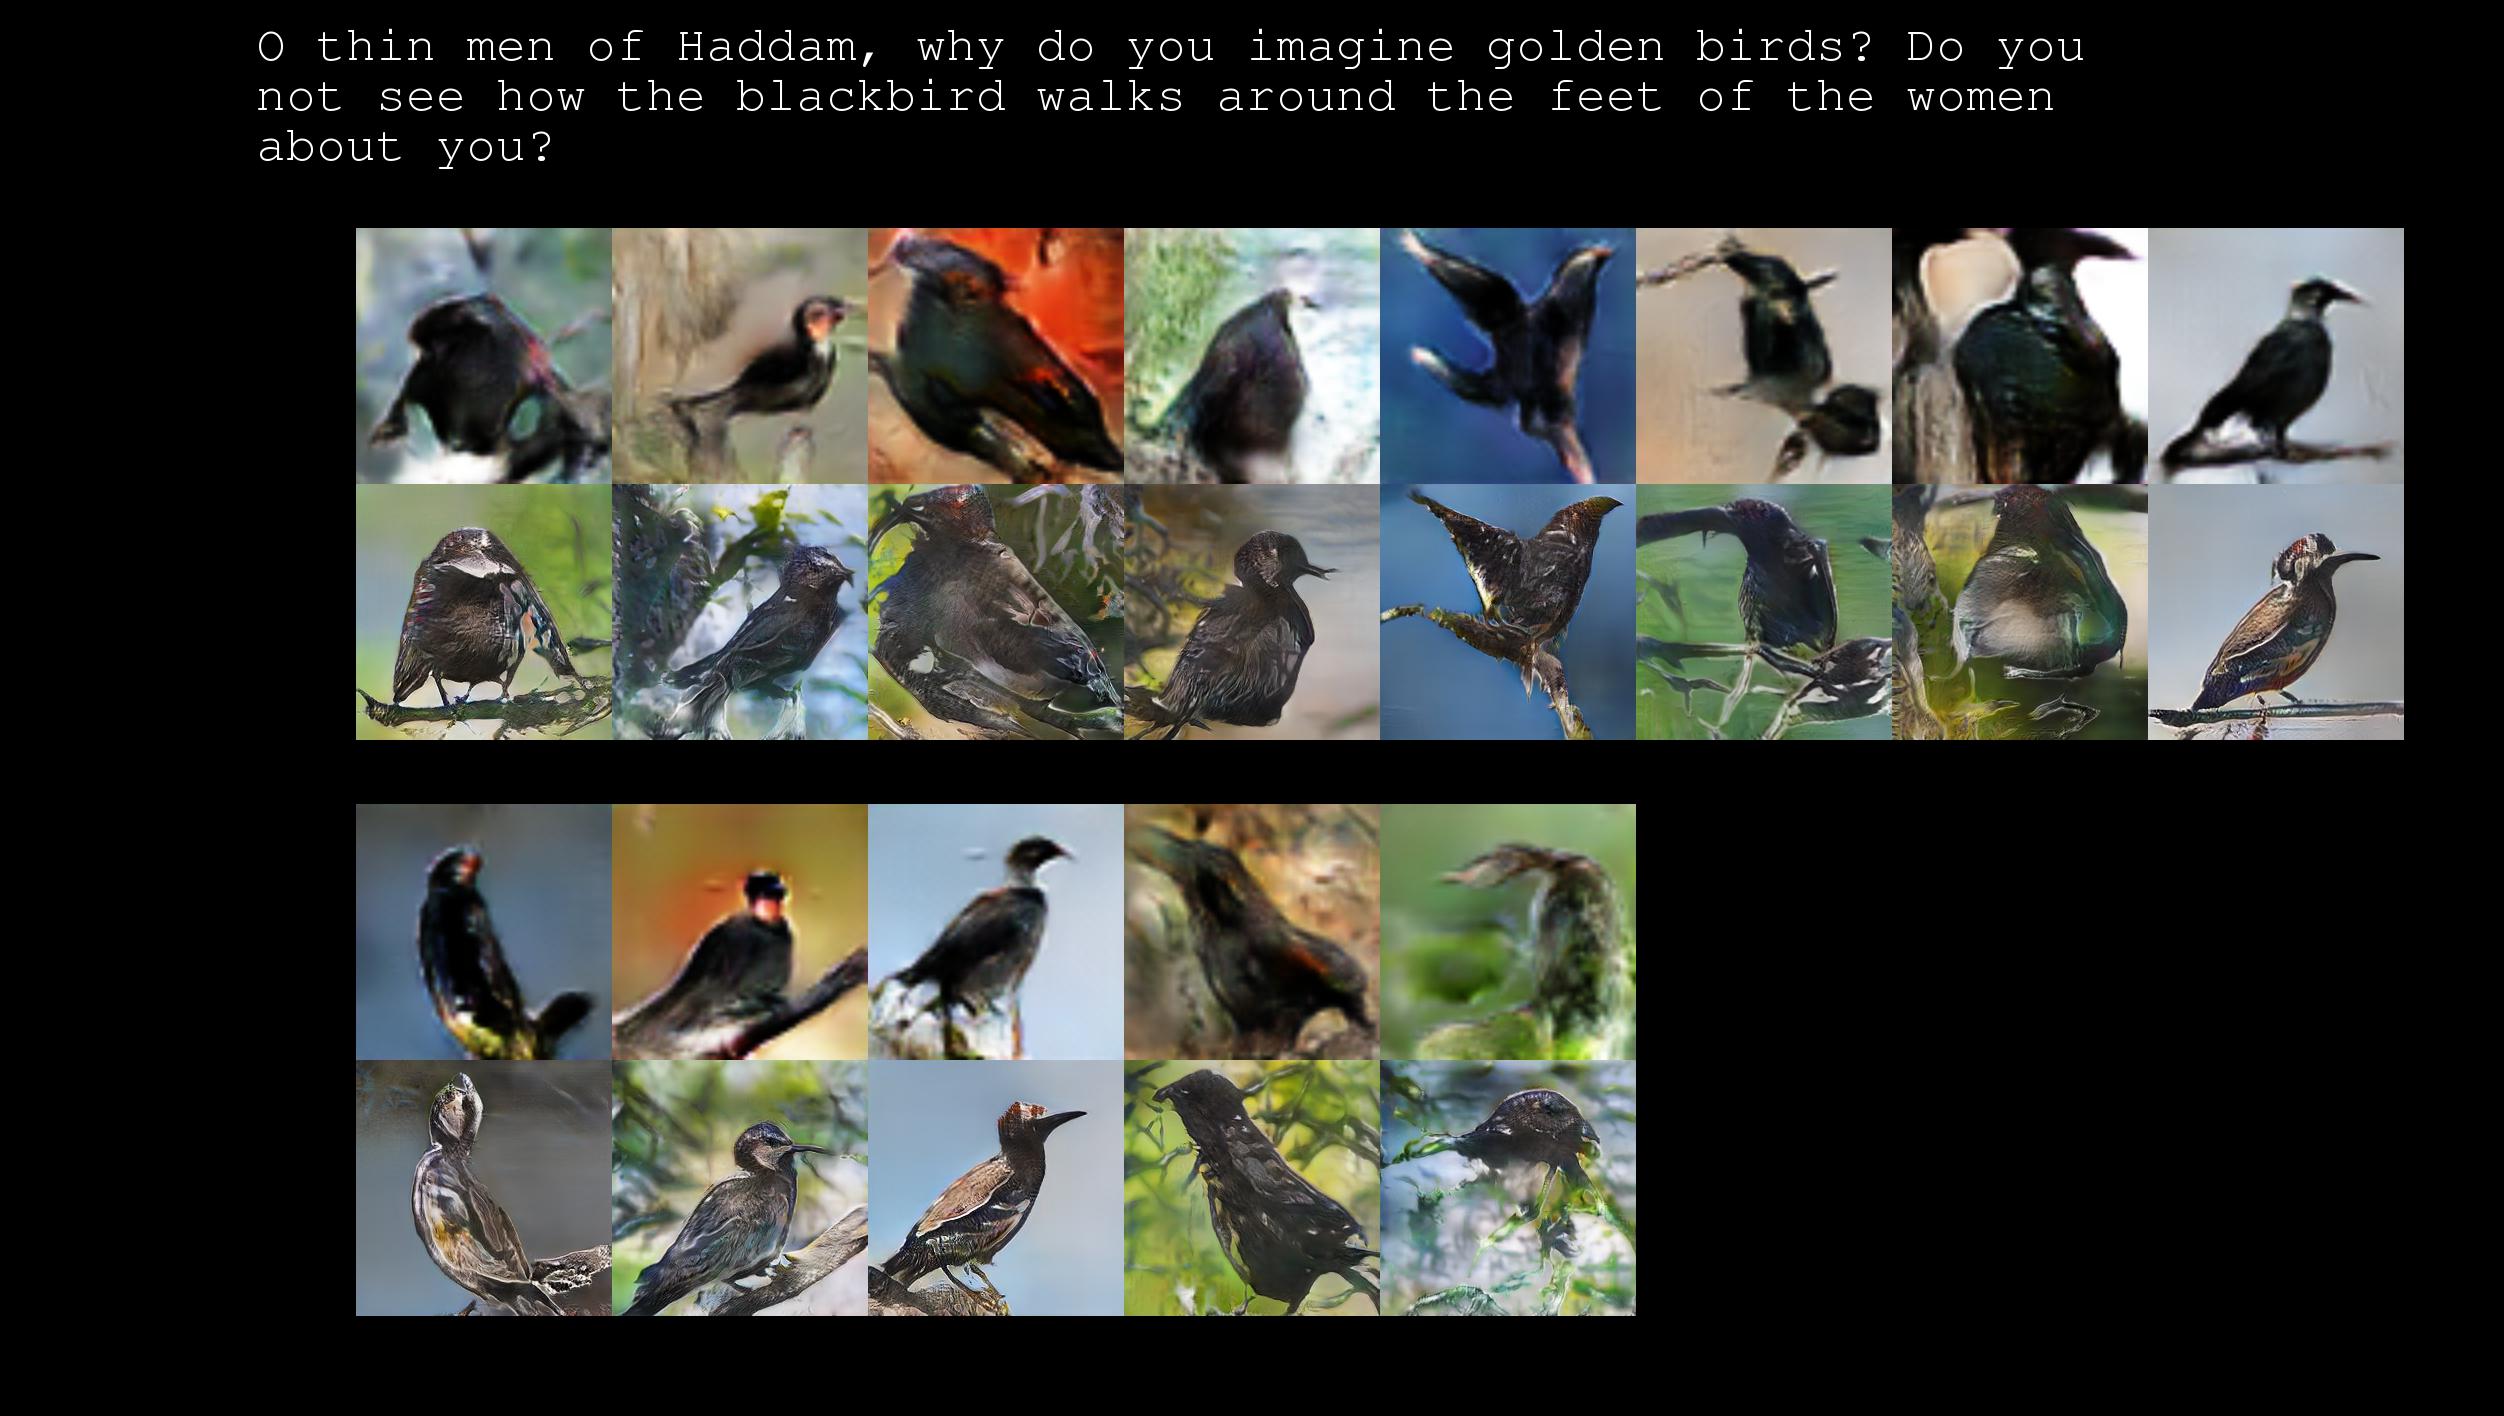 O thin men of Haddam, why do you imagine golden birds? Do you
not see how the blackbird walks around the feet of the women
about you?